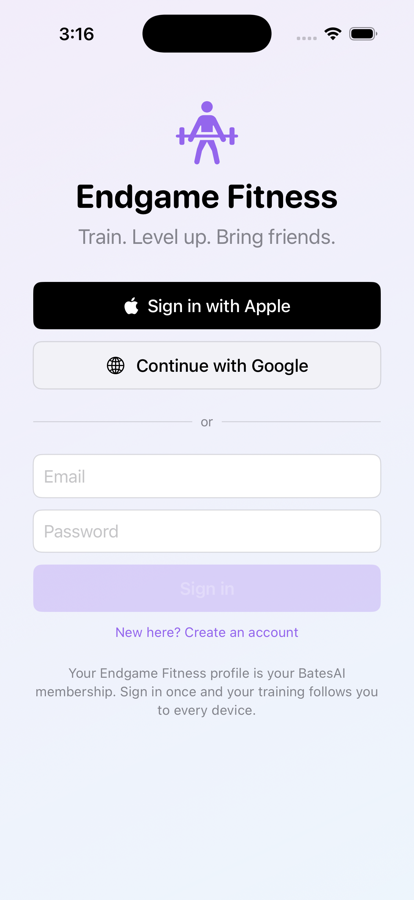 3:16
Endgame Fitness
Train. Level up. Bring friends.
Sign in with Apple
Continue with Google
or
Email
Password
Sign in
New here? Create an account
Your Endgame Fitness profile is your BatesAI
membership. Sign in once and your training follows you
to every device.